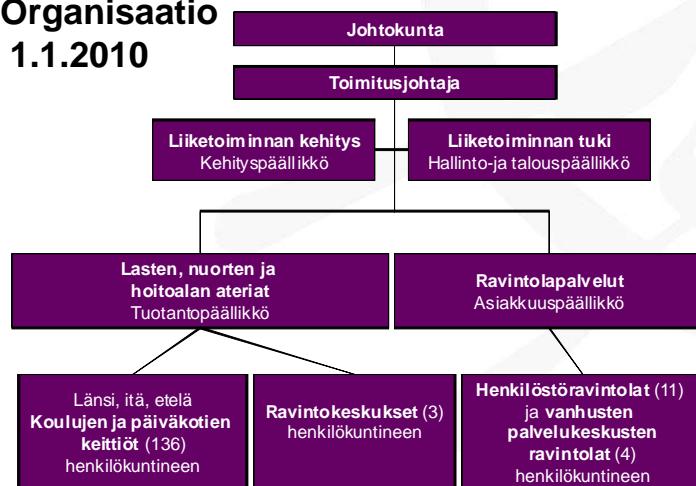 Organisaatio
1.1.2010
Johtokunta
Toimitusjohtaja
Liiketoiminnan kehitys
Kehityspäällikkö
Liiketoiminnan tuki
Hallinto-ja talouspäällikkö
Lasten, nuorten ja
hoitoalan ateriat
Tuotantopäällikkö
Ravintolapalvelut
Asiakkuuspäällikkö
Länsi, itä, etelä
Koulujen ja päiväkotien
keittiöt (136)
henkilökuntineen
Ravintokeskukset (3)
henkilökuntineen
Henkilöstöravintolat (11)
ja vanhusten
palvelukeskusten
ravintolat (4)
henkilökuntineen